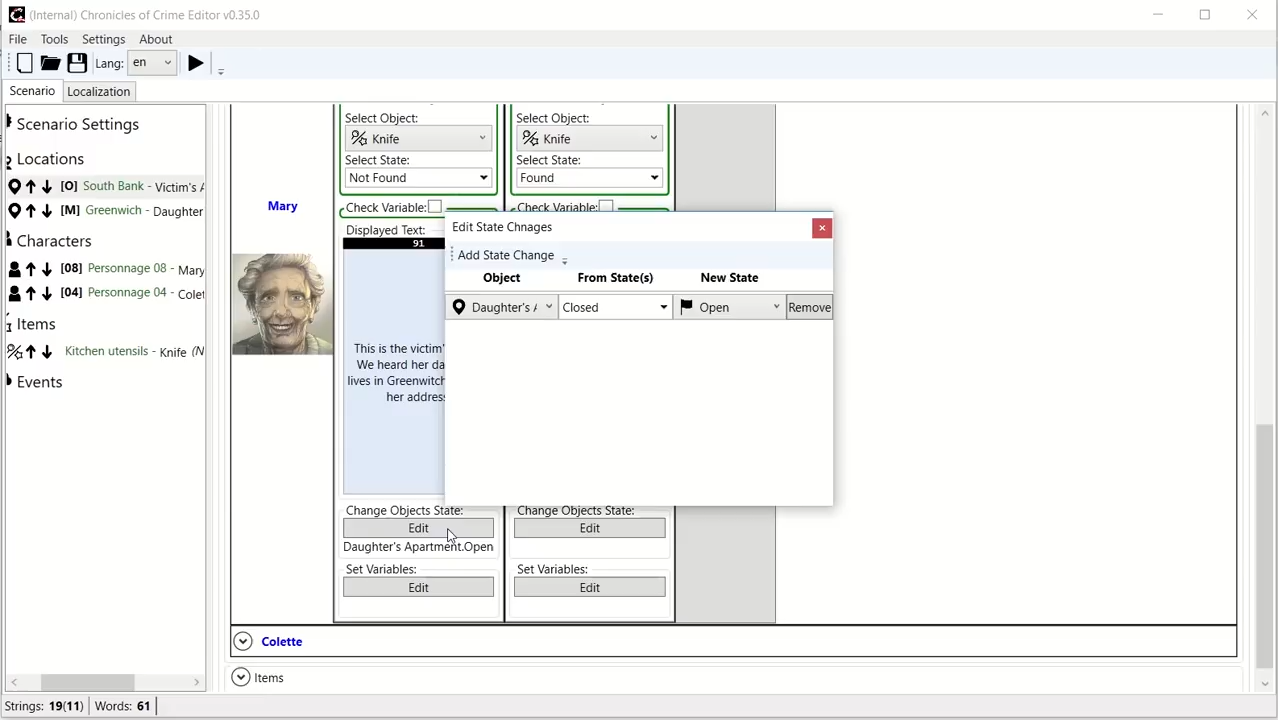 (Internal) Chronicles of Crime Editor v0.35.0
File Tools Settings About
Lang: en
Scenario Localization
Scenario Settings
Locations
[O] South Bank - Victim's
[M] Greenwich - Daughter
Characters
[08] Personnage 08 - Mary
[04] Personnage 04 -
Items
Kitchen utensils - Knife
Events
Mary
Select Object:
Knife
Select State:
Not Found
Check Variable:
Displayed Text:
91
This is the victim'
We heard her
lives in Greenwitch
her
Change Objects State:
Edit
Daughter's Apartment.Open
Set Variables:
Edit
Select Object:
Knife
Select State:
Found
Check Variable:
Change Objects State:
Edit
Set Variables:
Edit
Edit State Chnages
Add State Change
Object From State(s) New State
Daughter's Closed Open Remove
Colette
Items
Strings: 19(11) Words: 61